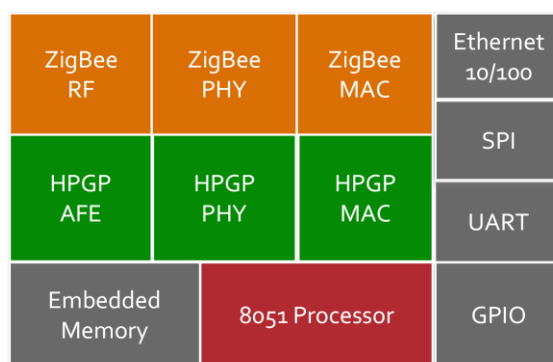 ZigBee
RF
ZigBee
PHY
ZigBee
MAC
Ethernet
10/100
SPI
HPGP
AFE
HPGP
PHY
HPGP
MAC
UART
Embedded
Memory
8051 Processor
GPIO